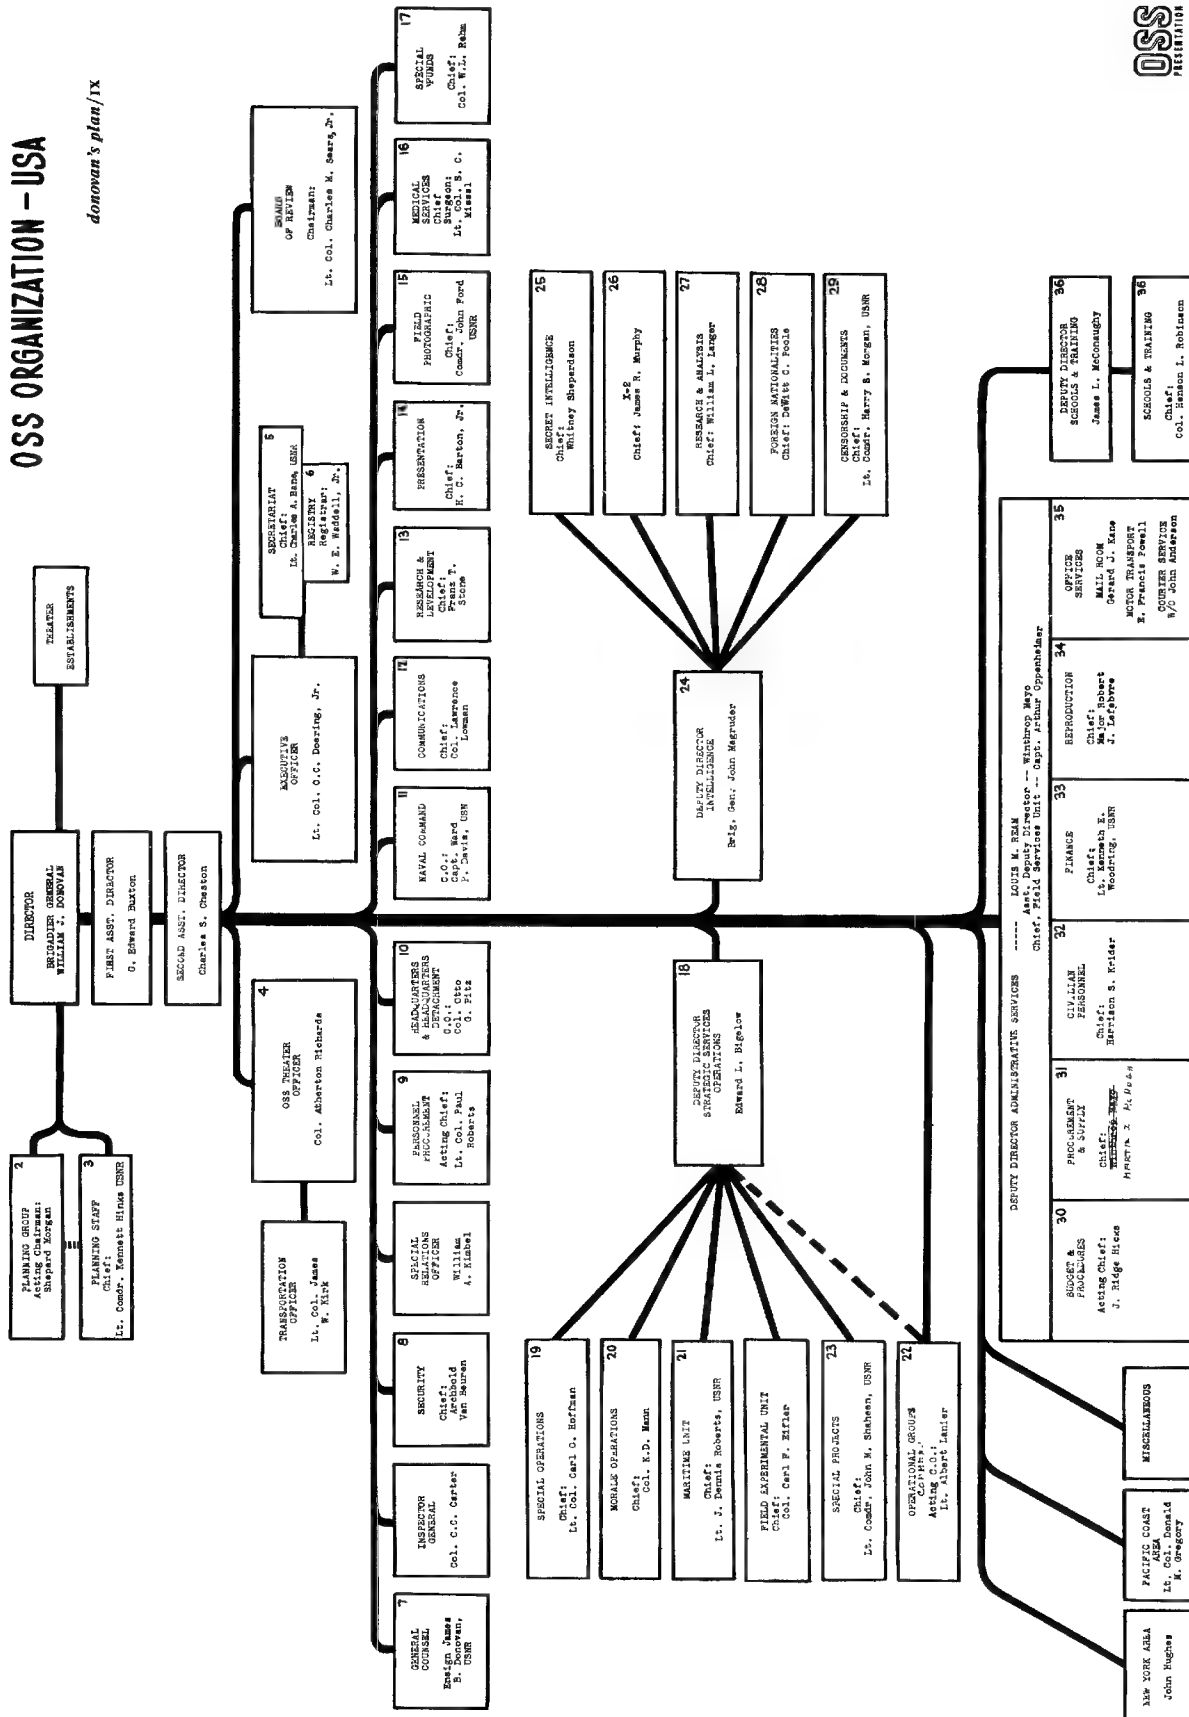 OSS ORGANIZATION - USA
donovan's plan/IX
DIRECTOR
BRIGADIER GENERAL
WILLIAM J. DONOVAN
THEATER
ESTABLISHMENTS
2
PLANNING GROUP
Acting Chairman:
Shepard Morgan
3
PLANNING STAFF
Chief:
Lt. Comdr. Kennett Hinks USNR
FIRST ASST. DIRECTOR
G. Edward Buxton
SECOND ASST. DIRECTOR
Charles S. Cheston
TRANSPORTATION
OFFICER
Lt. Col. James
W. Kirk
4
OSS THEATER
OFFICER
Col. Atherton Richards
EXECUTIVE
OFFICER
Lt. Col. O.C. Doering, Jr.
5
SECRETARIAT
Chief:
Lt. Charles A. Bane, USNR
6
REGISTRY
Registrar:
W. E. Waddell, Jr.
BOARD
OF REVIEW
Chairman:
Lt. Col. Charles M. Sears, Jr.
7
GENERAL
COUNSEL
Ensign James
B. Donovan,
USNR
INSPECTOR
GENERAL
Col. C.C. Carter
8
SECURITY
Chief:
Archbold
Van Beuren
SPECIAL
RELATIONS
OFFICER
William
A. Kimbel
9
PERSONNEL
PROCUREMENT
Acting Chief:
Lt. Col. Paul
Roberts
10
HEADQUARTERS
& HEADQUARTERS
DETACHMENT
C.O.:
Col. Otto
G. Pitz
11
NAVAL COMMAND
C.O.:
Capt. Ward
P. Davis, USN
12
COMMUNICATIONS
Chief:
Col. Lawrence
Lowman
13
RESEARCH &
DEVELOPMENT
Chief:
Franz T.
Stone
14
PRESENTATION
Chief:
H. C. Barton, Jr.
15
FIELD
PHOTOGRAPHIC
Chief:
Comdr. John Ford
USNR
16
MEDICAL
SERVICES
Chief
Surgeon:
Lt. Col. S. C.
Missal
17
SPECIAL
FUNDS
Chief:
Col. W.L. Rehm
18
DEPUTY DIRECTOR
STRATEGIC SERVICES
OPERATIONS
Edward L. Bigelow
24
DEPUTY DIRECTOR
INTELLIGENCE
Brig. Gen. John Magruder
19
SPECIAL OPERATIONS
Chief:
Lt. Col. Carl O. Hoffman
20
MORALE OPERATIONS
Chief:
Col. K.D. Mann
21
MARITIME UNIT
Chief:
Lt. J. Dennis Roberts, USNR
FIELD EXPERIMENTAL UNIT
Chief:
Col. Carl F. Eifler
23
SPECIAL PROJECTS
Chief:
Lt. Comdr. John M. Shaheen, USNR
22
OPERATIONAL GROUPS
Acting C.O.:
Lt. Albert Lanier
25
SECRET INTELLIGENCE
Chief:
Whitney Shepardson
26
X-2
Chief: James R. Murphy
27
RESEARCH & ANALYSIS
Chief: William L. Langer
28
FOREIGN NATIONALITIES
Chief: DeWitt C. Poole
29
CENSORSHIP & DOCUMENTS
Chief:
Lt. Comdr. Harry S. Morgan, USNR
NEW YORK AREA
John Hughes
PACIFIC COAST
AREA
Lt. Col. Donald
M. Gregory
MISCELLANEOUS
DEPUTY DIRECTOR ADMINISTRATIVE SERVICES ----- LOUIS M. REAM
Asst. Deputy Director -- Winthrop Mayo
Chief, Field Services Unit -- Capt. Arthur Oppenheimer
30
BUDGET &
PROCEDURES
Acting Chief:
J. Ridge Hicks
31
PROCUREMENT
& SUPPLY
Chief:
Winthrop Mayo
32
CIVILIAN
PERSONNEL
Chief:
Harrison S. Krider
33
FINANCE
Chief:
Lt. Kenneth E.
Woodring, USNR
34
REPRODUCTION
Chief:
Major Robert
J. Lefebvre
35
OFFICE
SERVICES
MAIL ROOM
Gerard J. Kane
MOTOR TRANSPORT
E. Francis Powell
COURIER SERVICE
W/O John Anderson
36
DEPUTY DIRECTOR
SCHOOLS & TRAINING
James L. McConaughy
36
SCHOOLS & TRAINING
Chief:
Col. Henson L. Robinson
OSS
PRESENTATION